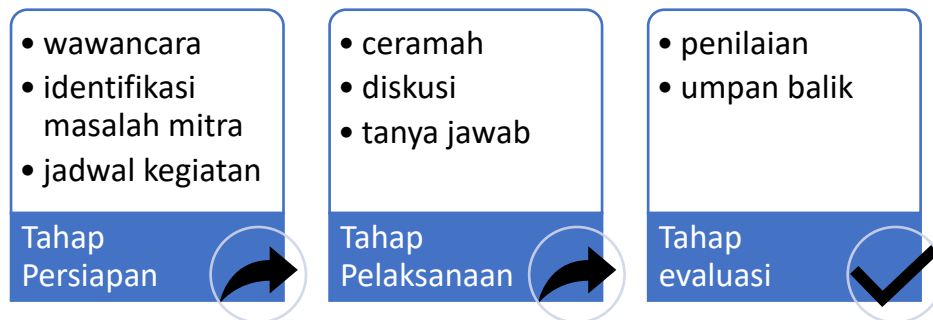 • wawancara
• identifikasi
masalah mitra
• jadwal kegiatan
Tahap
Persiapan
• ceramah
• diskusi
• tanya jawab
Tahap
Pelaksanaan
• penilaian
• umpan balik
Tahap
evaluasi